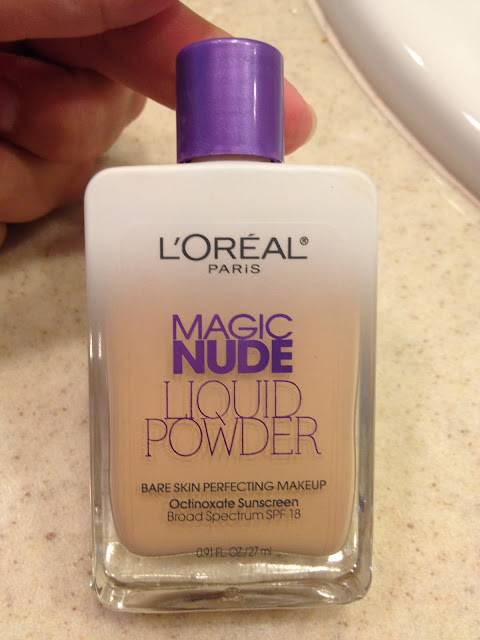 L'ORÉAL®
PARIS
MAGIC
NUDE
LIQUID
POWDER
BARE SKIN PERFECTING MAKEUP
Octinoxate Sunscreen
Broad Spectrum SPF 18
0.91 FL. OZ/27 ml